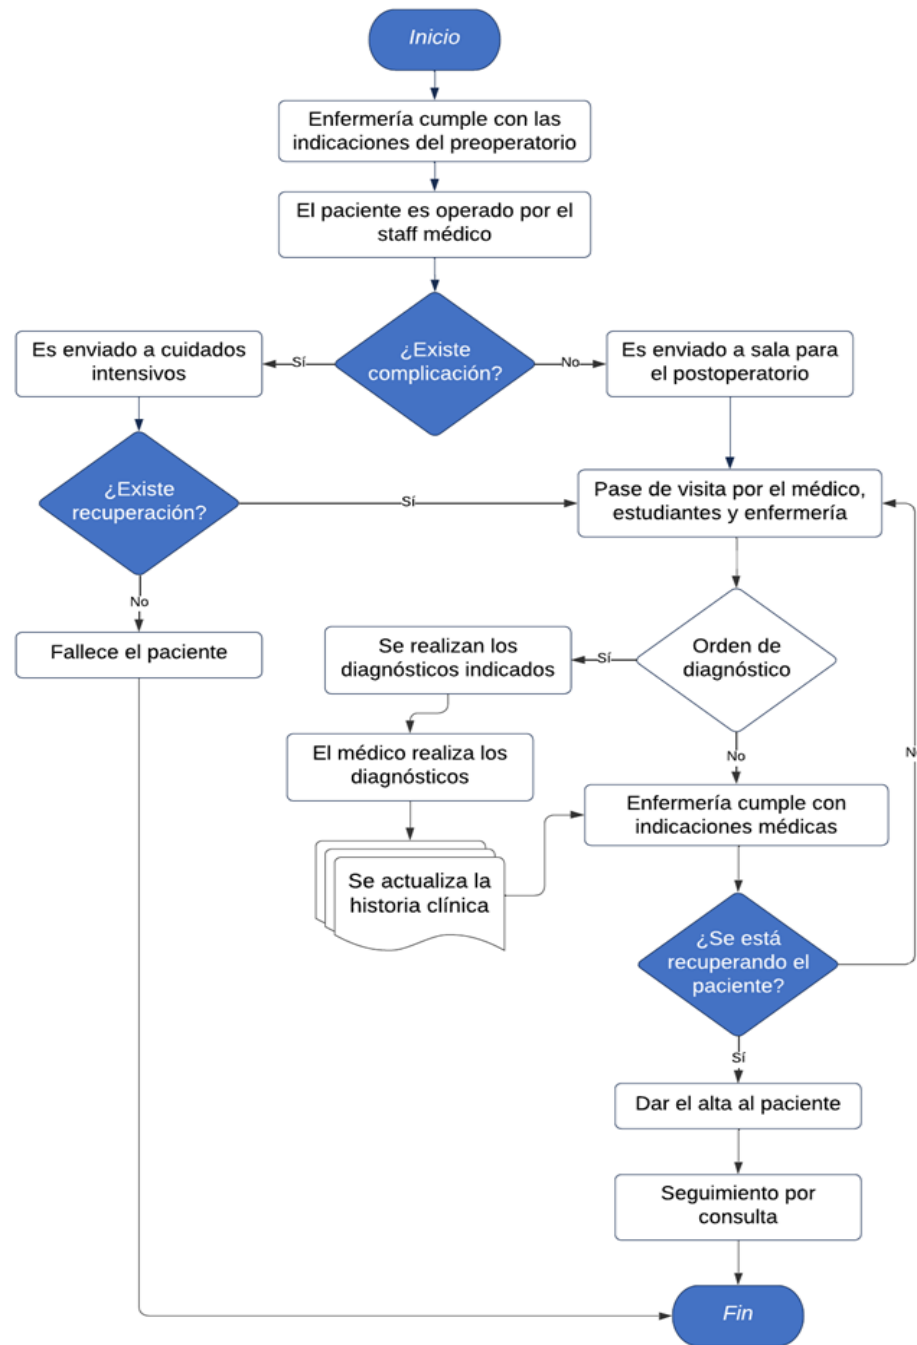 Inicio
Enfermería cumple con las
indicaciones del preoperatorio
El paciente es operado por el
staff médico
¿Existe
complicación?
Sí
No
Es enviado a cuidados
intensivos
Es enviado a sala para
el postoperatorio
¿Existe
recuperación?
Sí
No
Pase de visita por el médico,
estudiantes y enfermería
Fallece el paciente
Orden de
diagnóstico
Sí
No
Se realizan los
diagnósticos indicados
El médico realiza los
diagnósticos
Se actualiza la
historia clínica
Enfermería cumple con
indicaciones médicas
¿Se está
recuperando el
paciente?
N
Sí
Dar el alta al paciente
Seguimiento por
consulta
Fin